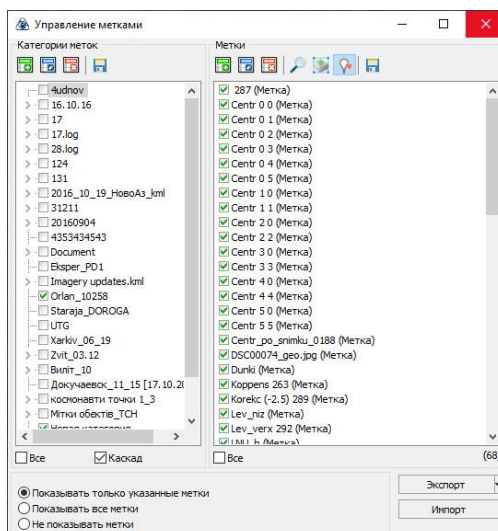 Управление метками
Категории меток
4udnov
16.10.16
17
17.log
28.log
124
131
2016_10_19_НовоАз_kml
31211
20160904
4353434543
Document
Eksper_PD1
Imagery updates.kml
Orlan_10258
Staraja_DOROGA
UTG
Xarkiv_06_19
Zvit_03.12
Виліт_10
Докучаевск_11_15 [17.10.20
космонавти точки 1_3
Мітки обектів_ТСН
Новая категория
Все
Каскад
Метки
287 (Метка)
Centr 0 0 (Метка)
Centr 0 1 (Метка)
Centr 0 2 (Метка)
Centr 0 3 (Метка)
Centr 0 4 (Метка)
Centr 0 5 (Метка)
Centr 1 0 (Метка)
Centr 1 1 (Метка)
Centr 2 0 (Метка)
Centr 2 2 (Метка)
Centr 3 0 (Метка)
Centr 3 3 (Метка)
Centr 4 0 (Метка)
Centr 4 4 (Метка)
Centr 5 0 (Метка)
Centr 5 5 (Метка)
Centr_po_snimku_0188 (Метка)
DSC00074_geo.jpg (Метка)
Dunki (Метка)
Koppens 263 (Метка)
Korekc (-2.5) 289 (Метка)
Lev_niz (Метка)
Lev_verx 292 (Метка)
LNU_h (Метка)
Все
(68)
Показывать только указанные метки
Показывать все метки
Не показывать метки
Экспорт
Импорт